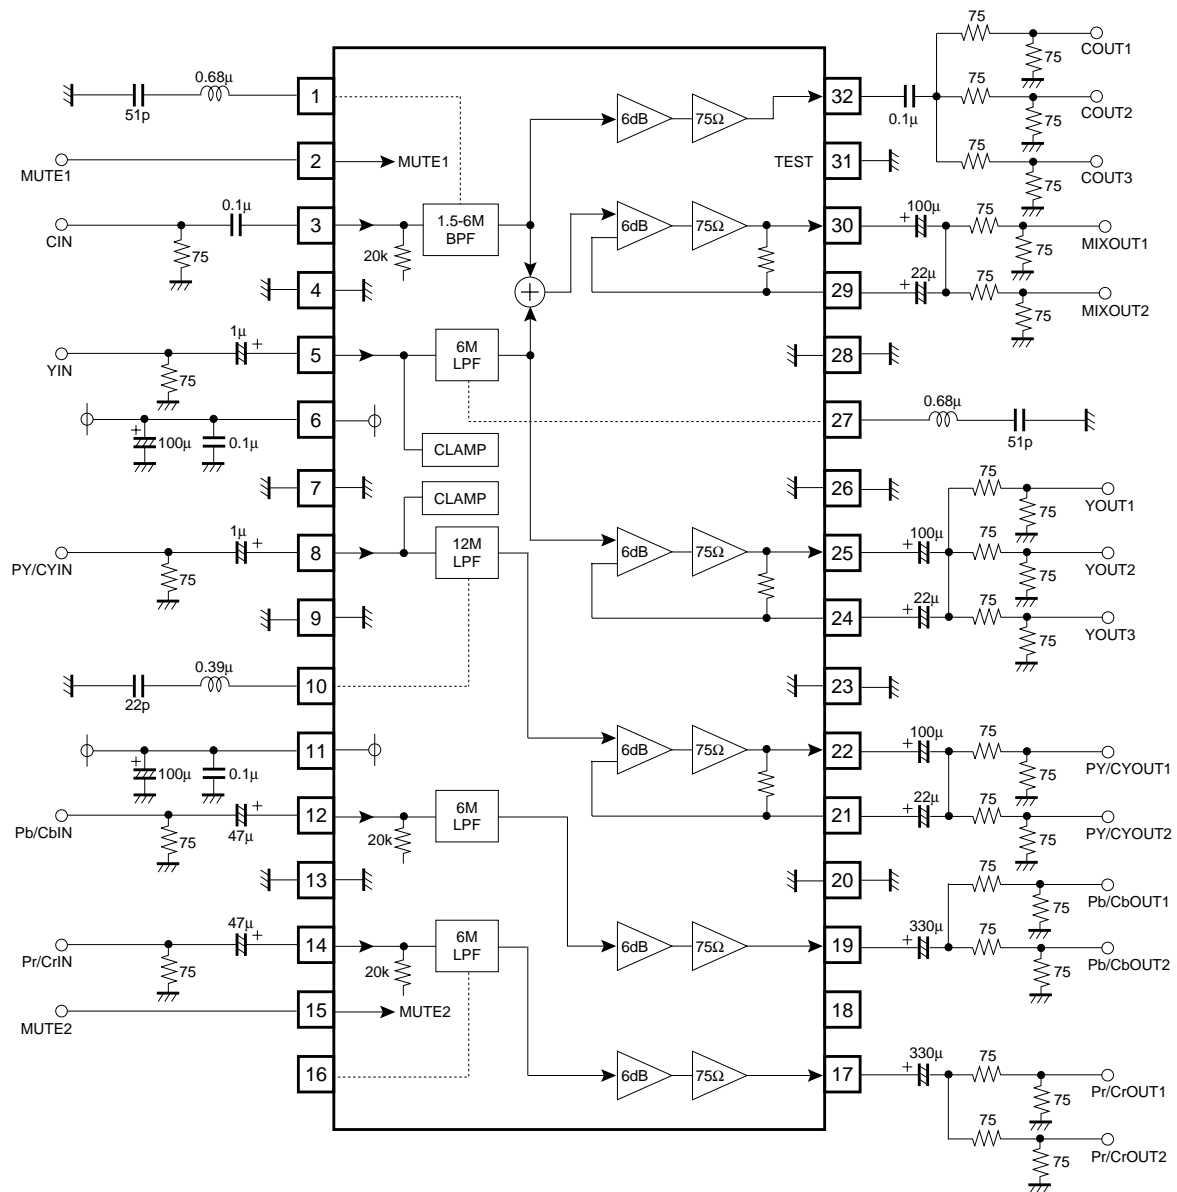 75
COUT1
75
0.68µ
51p
1
6dB
75Ω
32
0.1µ
75
COUT2
75
MUTE1
2
MUTE1
TEST
31
75
COUT3
75
CIN
0.1µ
75
3
20k
1.5-6M
BPF
6dB
75Ω
30
100µ
75
MIXOUT1
75
4
29
22µ
75
MIXOUT2
75
YIN
1µ
75
5
6M
LPF
28
6
100µ
0.1µ
27
0.68µ
51p
CLAMP
7
CLAMP
26
75
YOUT1
75
PY/CYIN
1µ
75
8
12M
LPF
6dB
75Ω
25
100µ
75
YOUT2
75
9
24
22µ
75
YOUT3
75
0.39µ
22p
10
23
11
100µ
0.1µ
6dB
75Ω
22
100µ
75
PY/CYOUT1
75
Pb/CbIN
75
47µ
12
20k
6M
LPF
21
22µ
75
PY/CYOUT2
75
13
20
75
Pb/CbOUT1
75
Pr/CrIN
47µ
75
14
20k
6M
LPF
6dB
75Ω
19
330µ
75
Pb/CbOUT2
75
MUTE2
15
MUTE2
18
16
6dB
75Ω
17
330µ
75
Pr/CrOUT1
75
75
Pr/CrOUT2
75